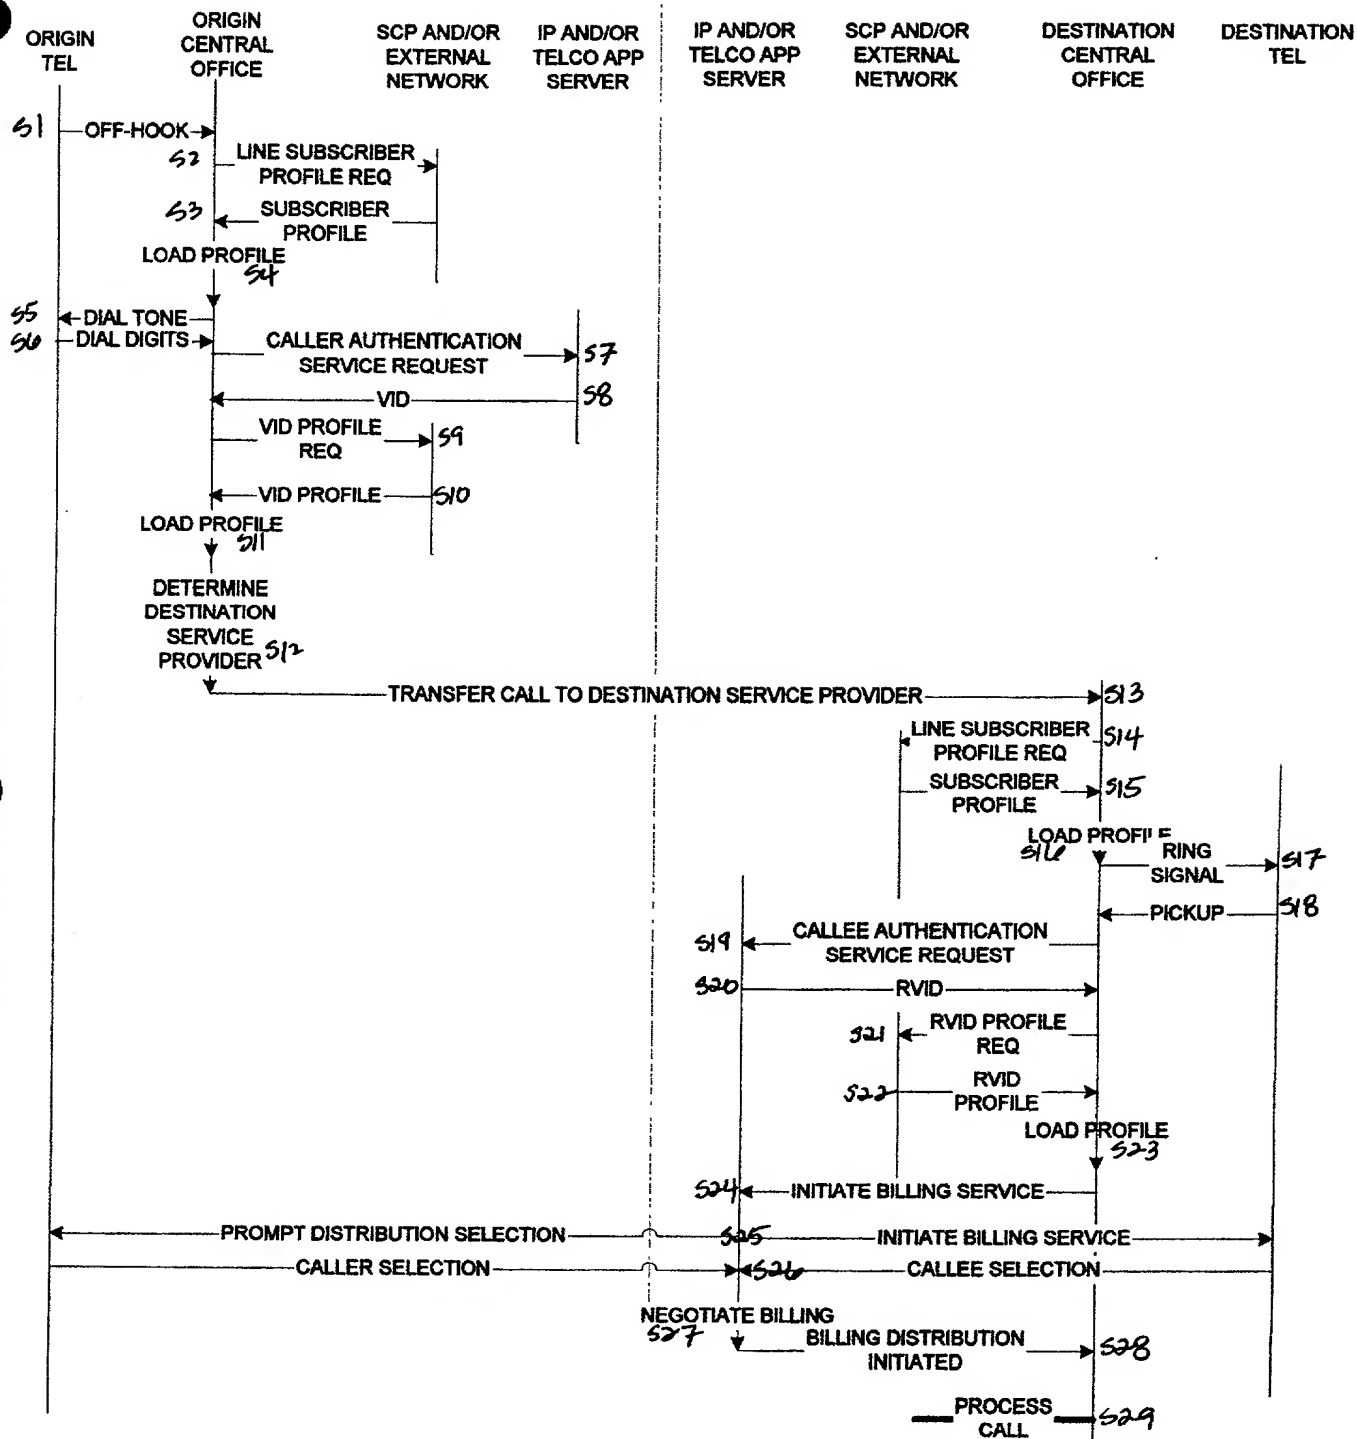 ORIGIN
TEL
ORIGIN
CENTRAL
OFFICE
SCP AND/OR
EXTERNAL
NETWORK
IP AND/OR
TELCO APP
SERVER
IP AND/OR
TELCO APP
SERVER
SCP AND/OR
EXTERNAL
NETWORK
DESTINATION
CENTRAL
OFFICE
DESTINATION
TEL
S1 OFF-HOOK
S2 LINE SUBSCRIBER
PROFILE REQ
S3 SUBSCRIBER
PROFILE
LOAD PROFILE
S4
S5 DIAL TONE
S6 DIAL DIGITS
CALLER AUTHENTICATION
SERVICE REQUEST
S7
VID S8
VID PROFILE
REQ
S9
VID PROFILE S10
LOAD PROFILE
S11
DETERMINE
DESTINATION
SERVICE
PROVIDER S12
TRANSFER CALL TO DESTINATION SERVICE PROVIDER S13
LINE SUBSCRIBER
PROFILE REQ
S14
SUBSCRIBER
PROFILE
S15
LOAD PROFILE
S16
RING
SIGNAL
S17
PICKUP S18
S19 CALLEE AUTHENTICATION
SERVICE REQUEST
S20 RVID
S21 RVID PROFILE
REQ
S22 RVID
PROFILE
LOAD PROFILE
S23
S24 INITIATE BILLING SERVICE
PROMPT DISTRIBUTION SELECTION S25 INITIATE BILLING SERVICE
CALLER SELECTION S26 CALLEE SELECTION
NEGOTIATE BILLING
S27
BILLING DISTRIBUTION
INITIATED
S28
PROCESS
CALL
S29